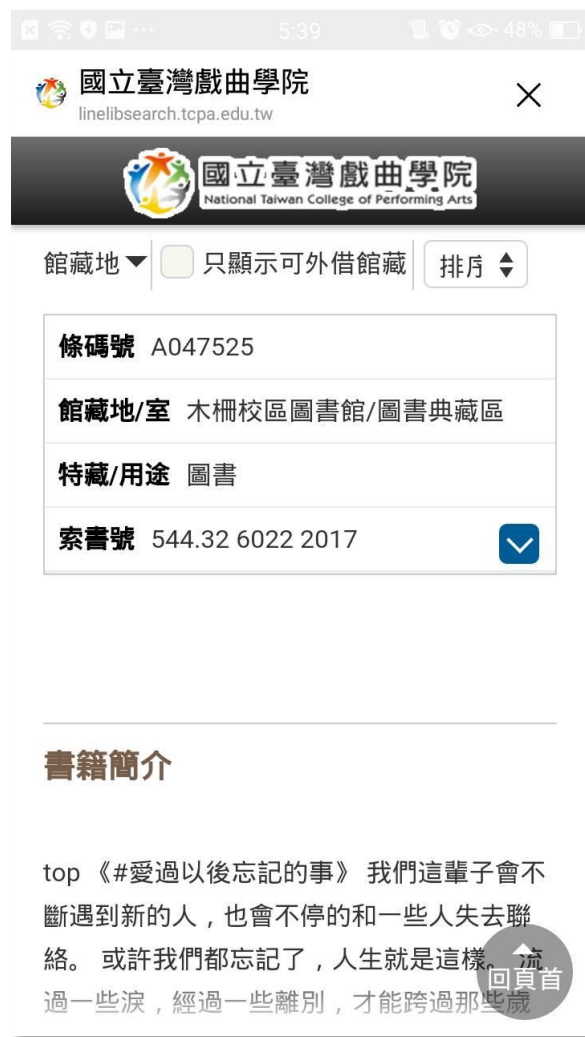 5:39
48%
國立臺灣戲曲學院
linelibsearch.tcpa.edu.tw
國立臺灣戲曲學院
National Taiwan College of Performing Arts
館藏地 只顯示可外借館藏 排序
條碼號 A047525
館藏地/室 木柵校區圖書館/圖書典藏區
特藏/用途 圖書
索書號 544.32 6022 2017
書籍簡介
top 《#愛過以後忘記的事》 我們這輩子會不
斷遇到新的人，也會不停的和一些人失去聯
絡。 或許我們都忘記了，人生就是這樣。 流
回頁首
過一些淚，經過一些離別，才能跨過那些歲